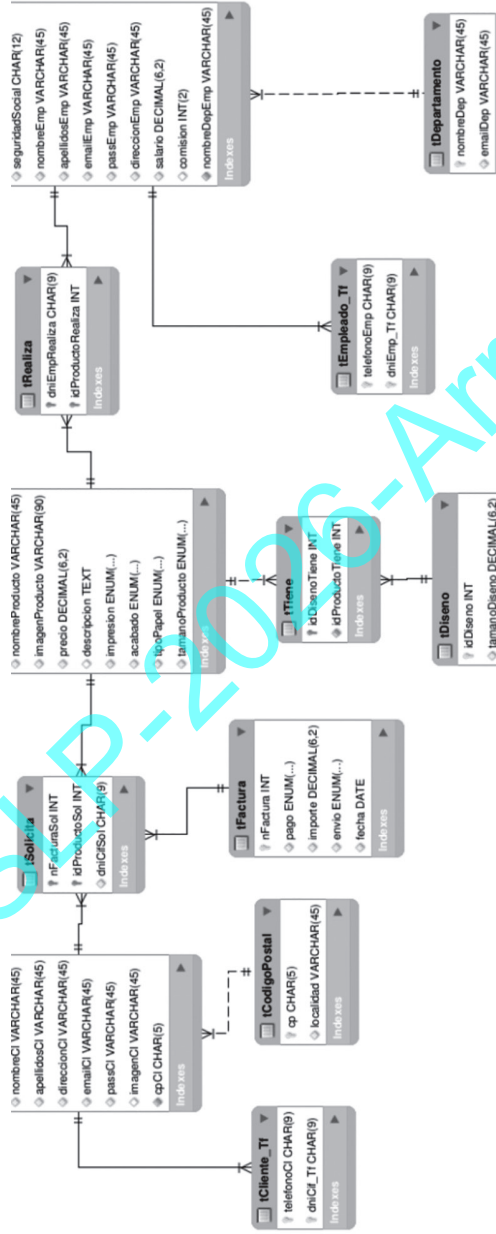 nombreCl VARCHAR(45)
apellidosCl VARCHAR(45)
direccionCl VARCHAR(45)
emailCl VARCHAR(45)
passCl VARCHAR(45)
imagenCl VARCHAR(45)
cpCl CHAR(5)
Indexes
tCliente_Tf
telefonoCl CHAR(9)
dniCif_Tf CHAR(9)
Indexes
tCodigoPostal
cp CHAR(5)
localidad VARCHAR(45)
Indexes
tSolicita
nFacturaSol INT
idProductoSol INT
dniCifSol CHAR(9)
Indexes
tFactura
nFactura INT
pago ENUM(...)
importe DECIMAL(6,2)
envio ENUM(...)
fecha DATE
Indexes
nombreProducto VARCHAR(45)
imagenProducto VARCHAR(90)
precio DECIMAL(6,2)
descripcion TEXT
impresion ENUM(...)
acabado ENUM(...)
tipoPapel ENUM(...)
tamanoProducto ENUM(...)
Indexes
tTiene
idDisenoTiene INT
idProductoTiene INT
Indexes
tDiseno
idDiseno INT
tamanoDiseno DECIMAL(6,2)
tRealiza
dniEmpRealiza CHAR(9)
idProductoRealiza INT
Indexes
seguridadSocial CHAR(12)
nombreEmp VARCHAR(45)
apellidosEmp VARCHAR(45)
emailEmp VARCHAR(45)
passEmp VARCHAR(45)
direccionEmp VARCHAR(45)
salario DECIMAL(6,2)
comision INT(2)
nombreDepEmp VARCHAR(45)
Indexes
tEmpleado_Tf
telefonoEmp CHAR(9)
dniEmp_Tf CHAR(9)
Indexes
tDepartamento
nombreDep VARCHAR(45)
emailDep VARCHAR(45)
Indexes
CLP-2026-Arr